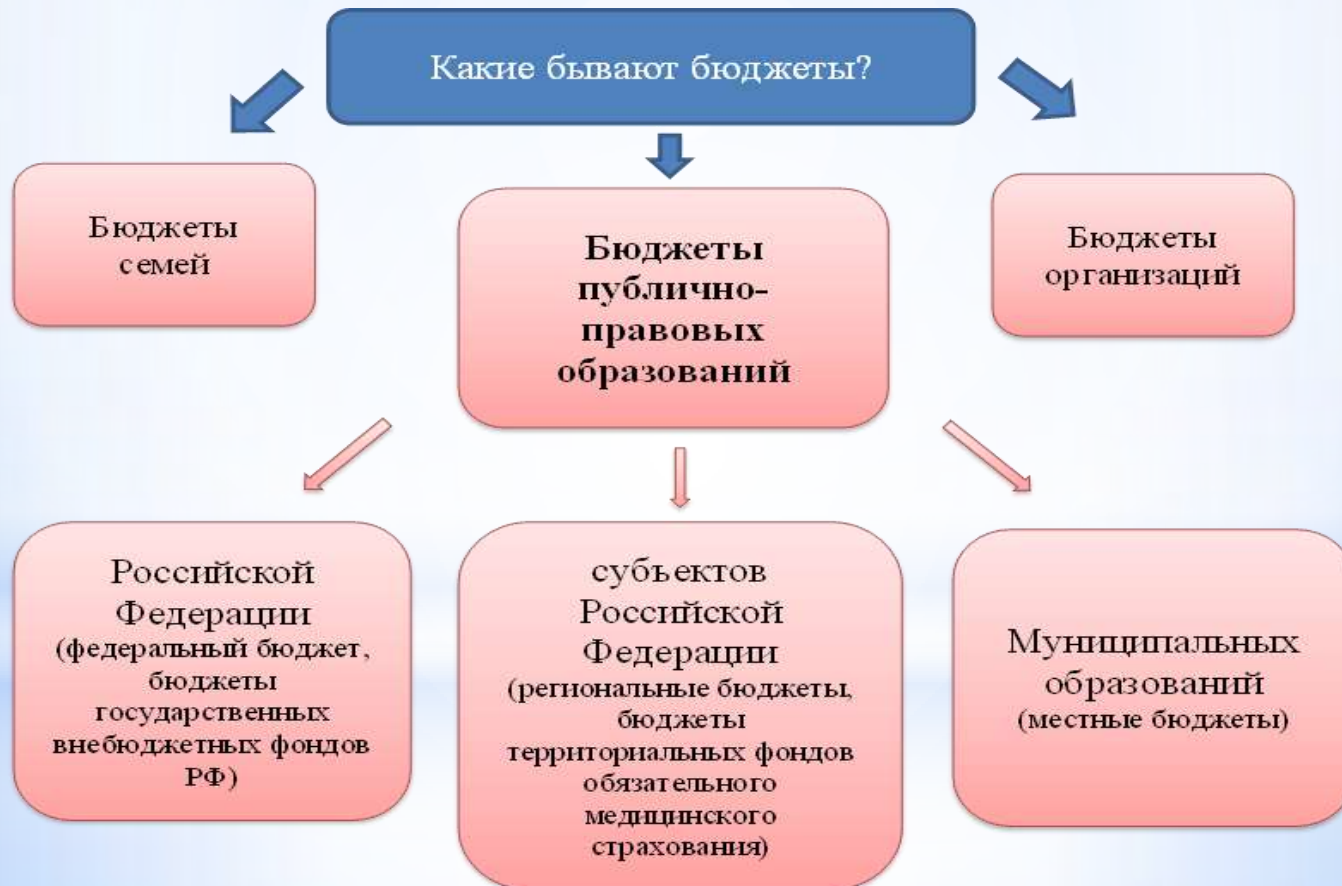 Какие бывают бюджеты?
Бюджеты
семей
Бюджеты
публично-
правовых
образований
Бюджеты
организаций
Российской
Федерации
(федеральный бюджет,
бюджеты
государственных
внебюджетных фондов
РФ)
субъектов
Российской
Федерации
(региональные бюджеты,
бюджеты
территориальных фондов
обязательного
медицинского
страхования)
Муниципальных
образований
(местные бюджеты)